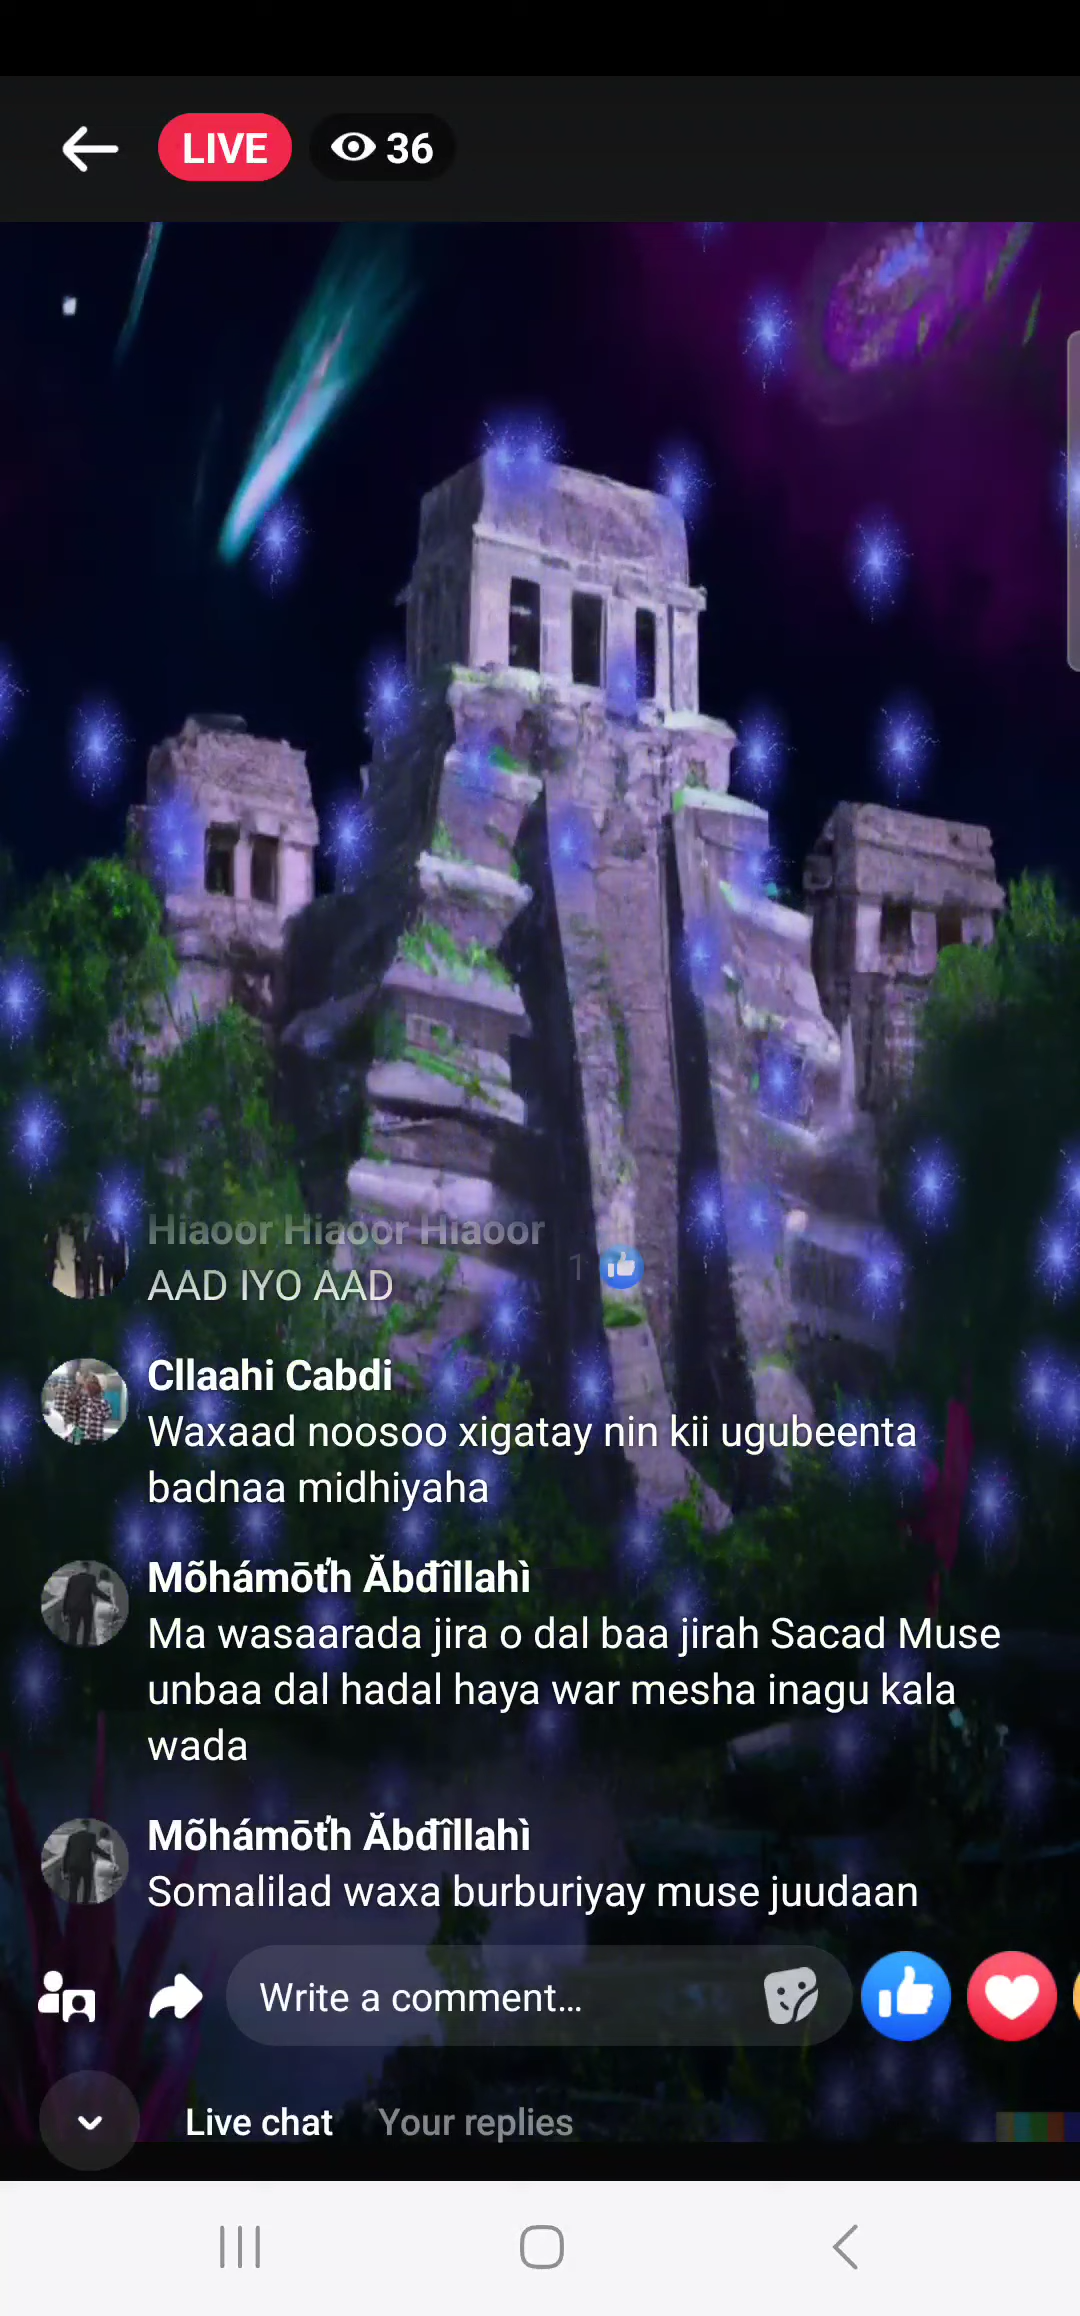 LIVE 36
Hiaoor Hiaoor Hiaoor
AAD IYO AAD
1
Cllaahi Cabdi
Waxaad noosoo xigatay nin kii ugubeenta
badnaa midhiyaha
Mõhámōťh Ăbđîllahì
Ma wasaarada jira o dal baa jirah Sacad Muse
unbaa dal hadal haya war mesha inagu kala
wada
Mõhámōťh Ăbđîllahì
Somalilad waxa burburiyay muse juudaan
Write a comment...
Live chat Your replies